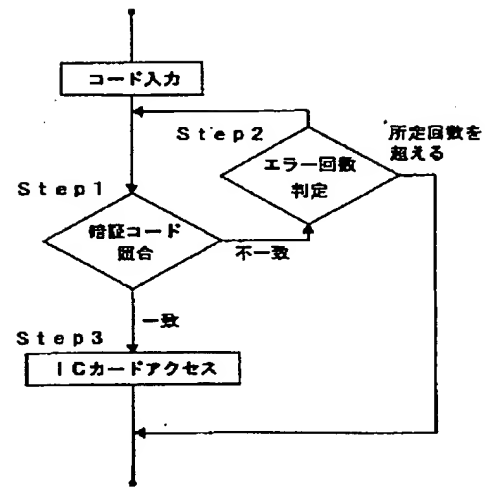 コード入力
Step2
所定回数を
超える
エラー回数
判定
Step1
暗証コード
照合
不一致
一致
Step3
ICカードアクセス